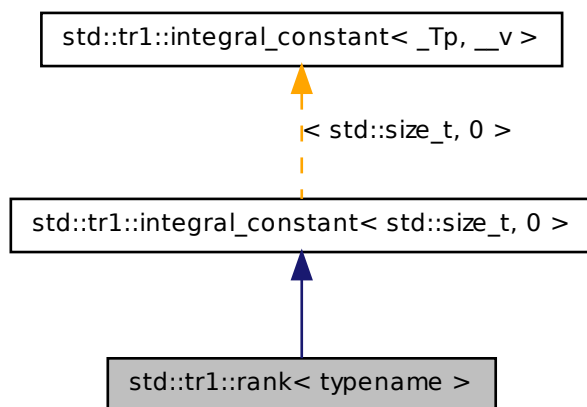 std::tr1::integral_constant< _Tp, __v >
< std::size_t, 0 >
std::tr1::integral_constant< std::size_t, 0 >
std::tr1::rank< typename >